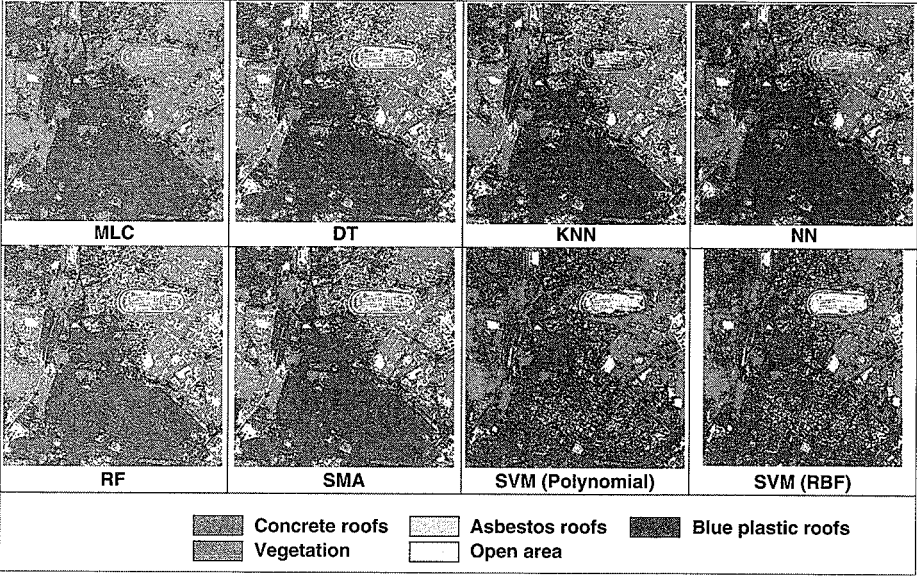 MLC
DT
KNN
NN
RF
SMA
SVM (Polynomial)
SVM (RBF)
Concrete roofs
Asbestos roofs
Blue plastic roofs
Vegetation
Open area